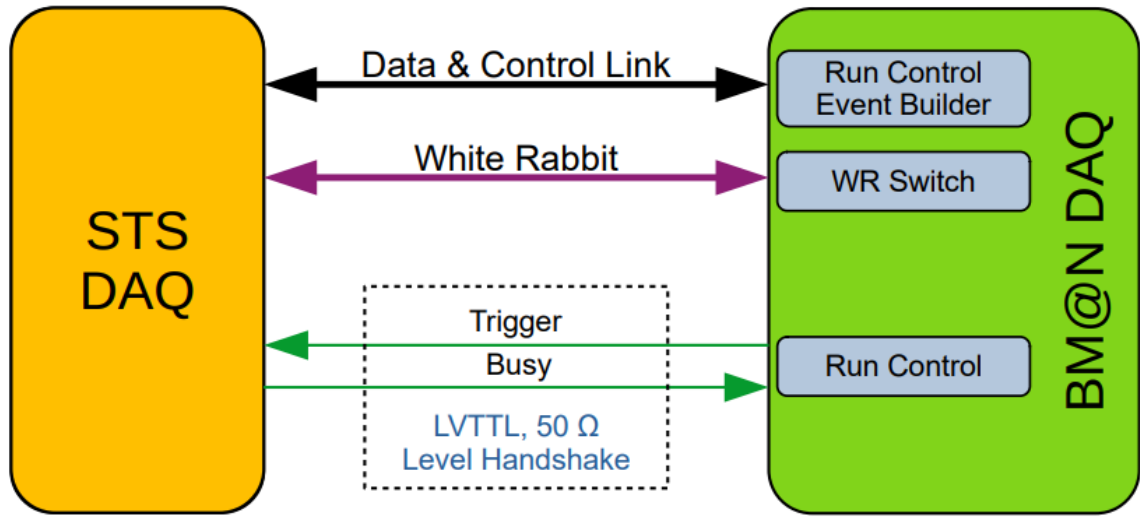 STS
DAQ
Data & Control Link
White Rabbit
Trigger
Busy
LVTTL, 50 Ω
Level Handshake
Run Control
Event Builder
WR Switch
Run Control
BM@N DAQ